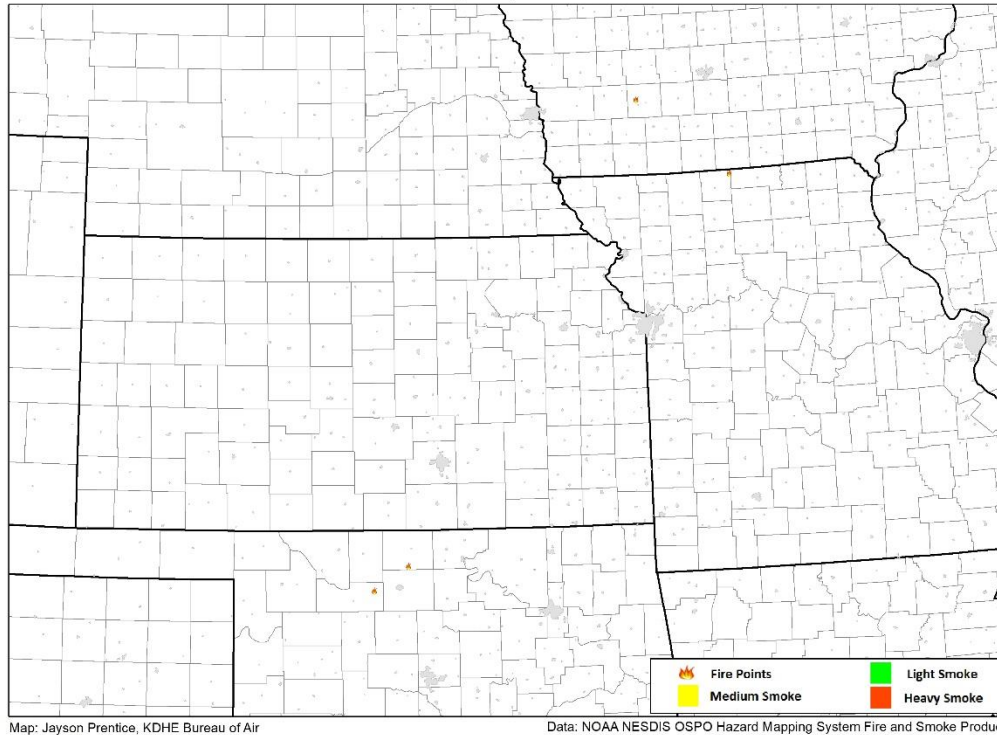 Fire Points
Light Smoke
Medium Smoke
Heavy Smoke
Map: Jayson Prentice, KDHE Bureau of Air
Data: NOAA NESDIS OSPO Hazard Mapping System Fire and Smoke Produ